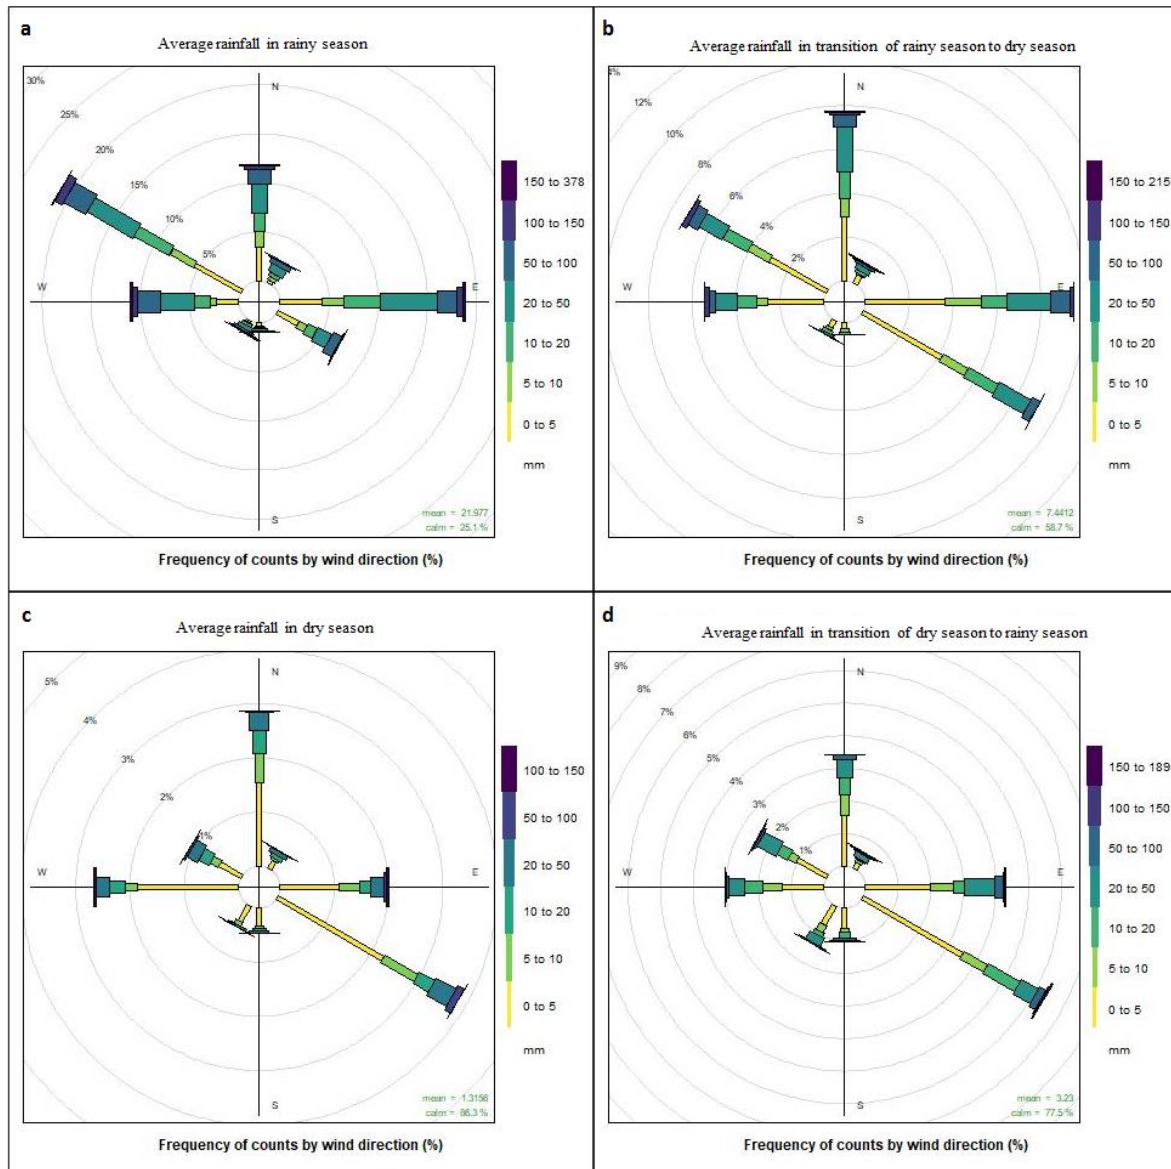 a
Average rainfall in rainy season
30%
25%
20%
15%
10%
5%
N
W
E
S
150 to 378
100 to 150
50 to 100
20 to 50
10 to 20
5 to 10
0 to 5
mm
mean = 21.977
calm = 25.1 %
Frequency of counts by wind direction (%)
b
Average rainfall in transition of rainy season to dry season
12%
10%
8%
6%
4%
2%
N
W
E
S
150 to 215
100 to 150
50 to 100
20 to 50
10 to 20
5 to 10
0 to 5
mm
mean = 7.4412
calm = 58.7 %
Frequency of counts by wind direction (%)
c
Average rainfall in dry season
5%
4%
3%
2%
1%
N
W
E
S
100 to 150
50 to 100
20 to 50
10 to 20
5 to 10
0 to 5
mm
mean = 1.3156
calm = 86.3 %
Frequency of counts by wind direction (%)
d
Average rainfall in transition of dry season to rainy season
9%
8%
7%
6%
5%
4%
3%
2%
1%
N
W
E
S
150 to 189
100 to 150
50 to 100
20 to 50
10 to 20
5 to 10
0 to 5
mm
mean = 3.23
calm = 77.5 %
Frequency of counts by wind direction (%)